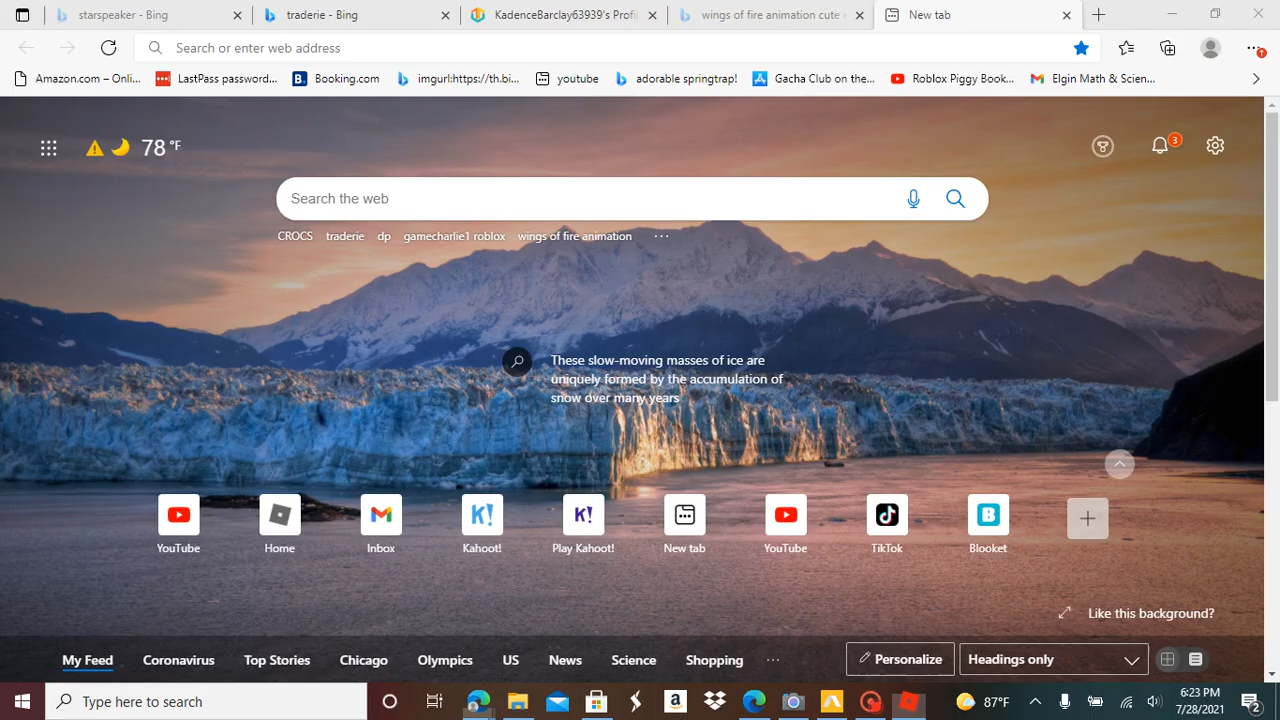 starspeaker - Bing
traderie - Bing
KadenceBarclay63939's Profi
wings of fire animation cute
New tab
Search or enter web address
Amazon.com – Onli...
LastPass password...
Booking.com
imgurl:https://th.bi...
youtube
adorable springtrap!
Gacha Club on the...
Roblox Piggy Book...
Elgin Math & Scien...
78 °F
3
Search the web
CROCS traderie dp gamecharlie1 roblox wings of fire animation ...
These slow-moving masses of ice are
uniquely formed by the accumulation of
snow over many years
YouTube
Home
Inbox
Kahoot!
Play Kahoot!
New tab
YouTube
TikTok
Blooket
Like this background?
My Feed Coronavirus Top Stories Chicago Olympics US News Science Shopping ...
Personalize
Headings only
Type here to search
87°F
6:23 PM
7/28/2021
2